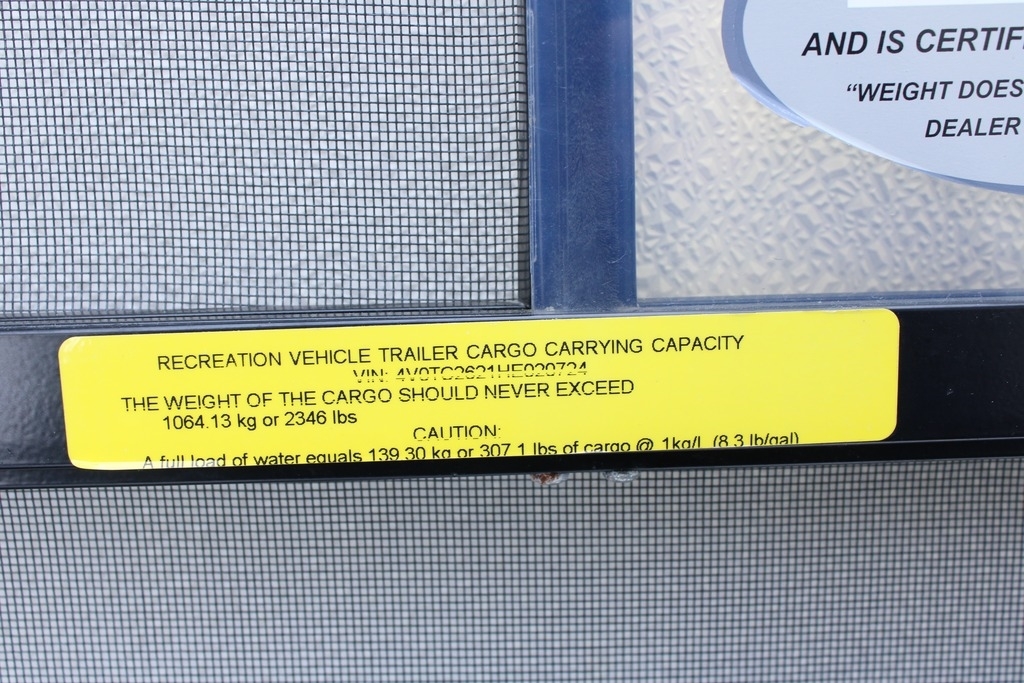 AND IS CERTIF
“WEIGHT DOES
DEALER
RECREATION VEHICLE TRAILER CARGO CARRYING CAPACITY
VIN: 4V0TC2621HE020724
THE WEIGHT OF THE CARGO SHOULD NEVER EXCEED
1064.13 kg or 2346 lbs
CAUTION:
A full load of water equals 139.30 kg or 307.1 lbs of cargo @ 1kg/L (8.3 lb/gal)